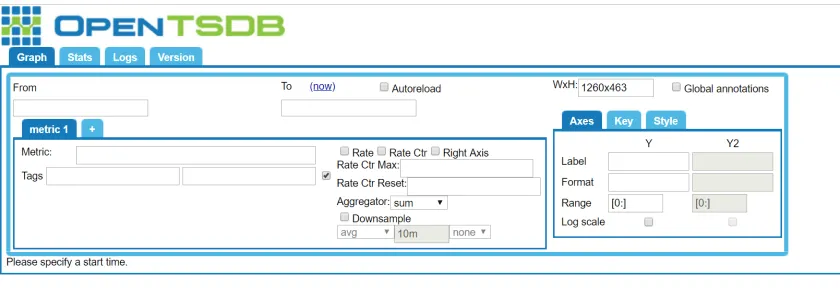 OPENTSDB
Graph Stats Logs Version
From To (now) Autoreload WxH: 1260x463 Global annotations
metric 1 +
Metric: Rate Rate Ctr Right Axis
Rate Ctr Max:
Tags
Rate Ctr Reset:
Aggregator: sum
Downsample
avg 10m none
Axes Key Style
Y Y2
Label
Format
Range [0:] [0:]
Log scale
Please specify a start time.